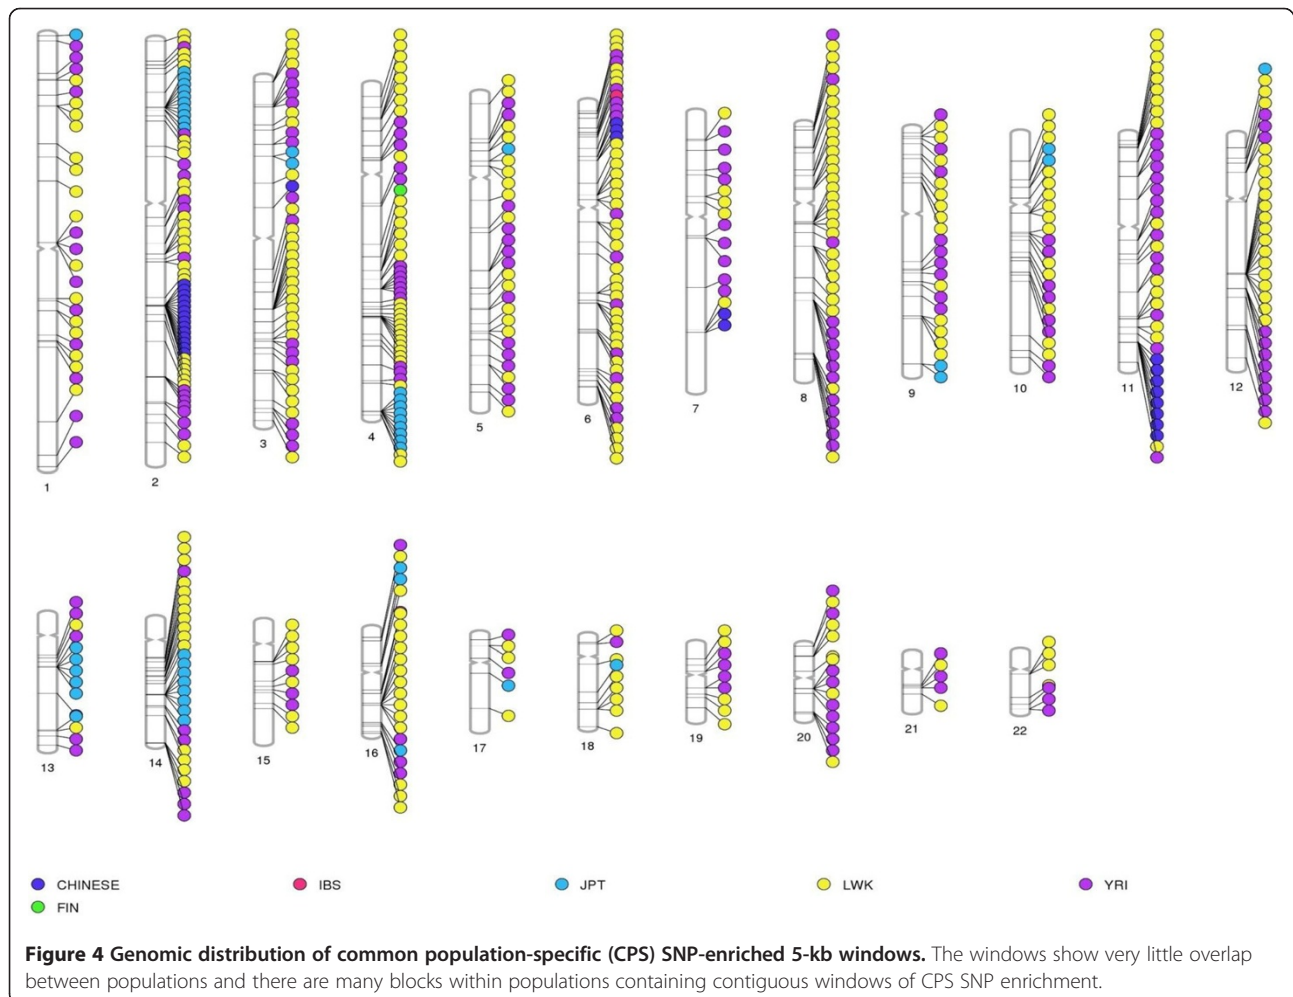 1 2 3 4 5 6 7 8 9 10 11 12
13 14 15 16 17 18 19 20 21 22
CHINESE IBS JPT LWK YRI
FIN
Figure 4 Genomic distribution of common population-specific (CPS) SNP-enriched 5-kb windows. The windows show very little overlap
between populations and there are many blocks within populations containing contiguous windows of CPS SNP enrichment.